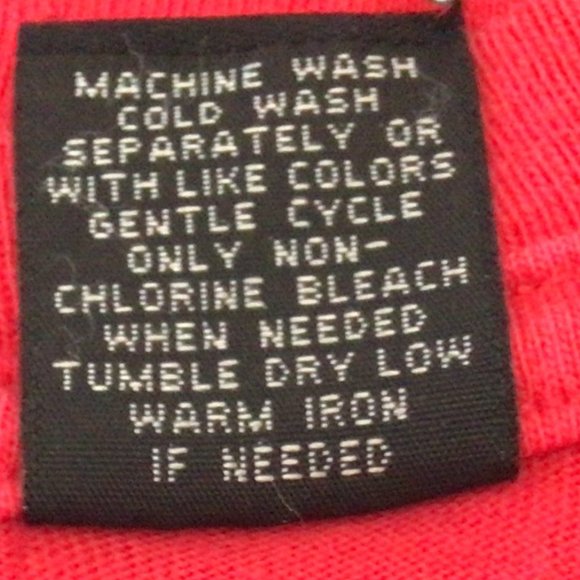 MACHINE WASH
COLD WASH
SEPARATELY OR
WITH LIKE COLORS
GENTLE CYCLE
ONLY NON-
CHLORINE BLEACH
WHEN NEEDED
TUMBLE DRY LOW
WARM IRON
IF NEEDED